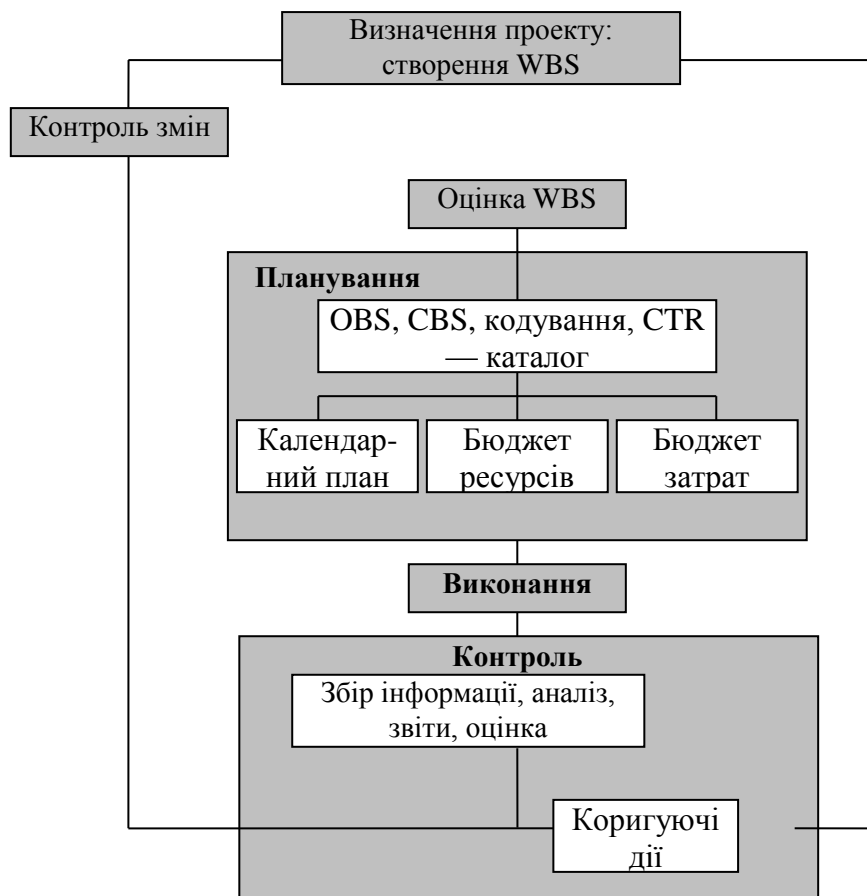 Визначення проекту:
створення WBS
Контроль змін
Оцінка WBS
Планування
OBS, CBS, кодування, CTR
— каталог
Календар-
ний план
Бюджет
ресурсів
Бюджет
затрат
Виконання
Контроль
Збір інформації, аналіз,
звіти, оцінка
Коригуючі
дії